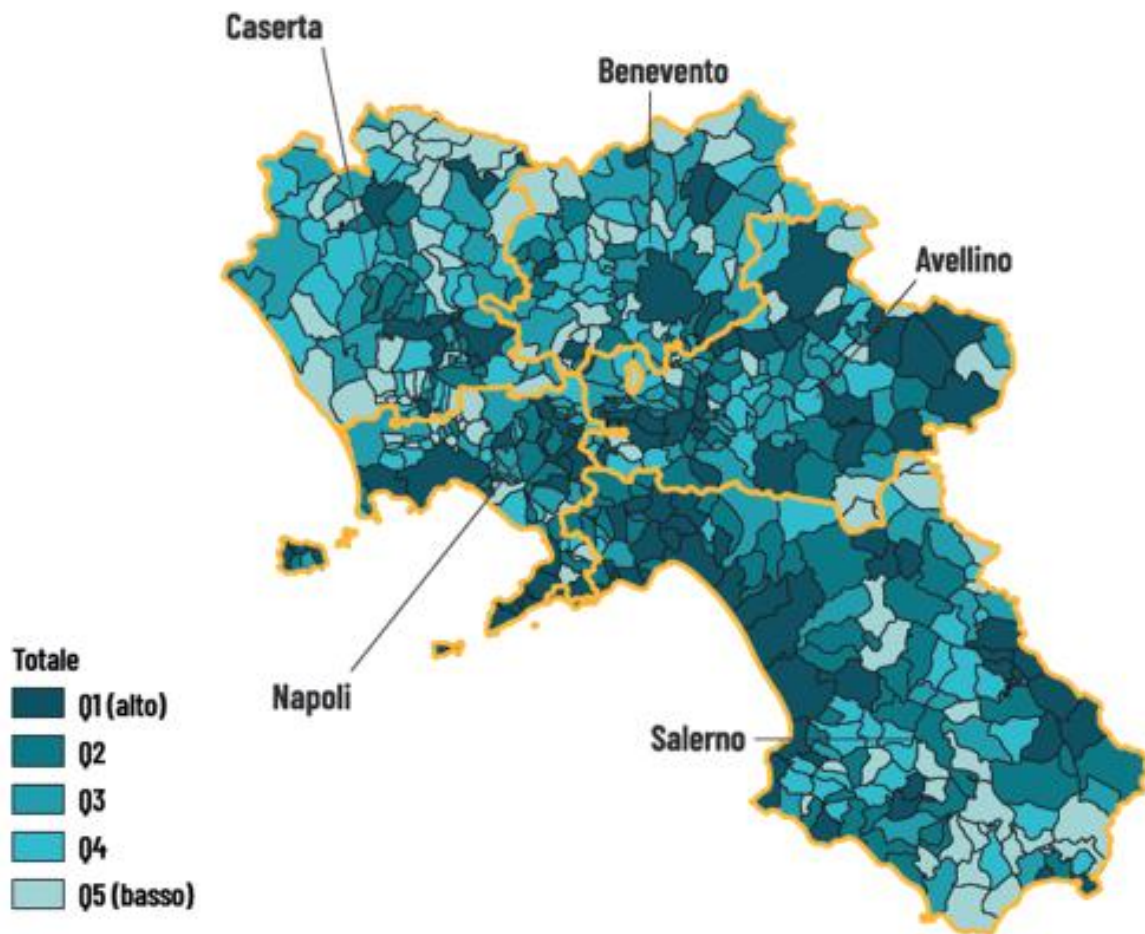 Caserta
Benevento
Avellino
Napoli
Salerno
Totale
Q1 (alto)
Q2
Q3
Q4
Q5 (basso)